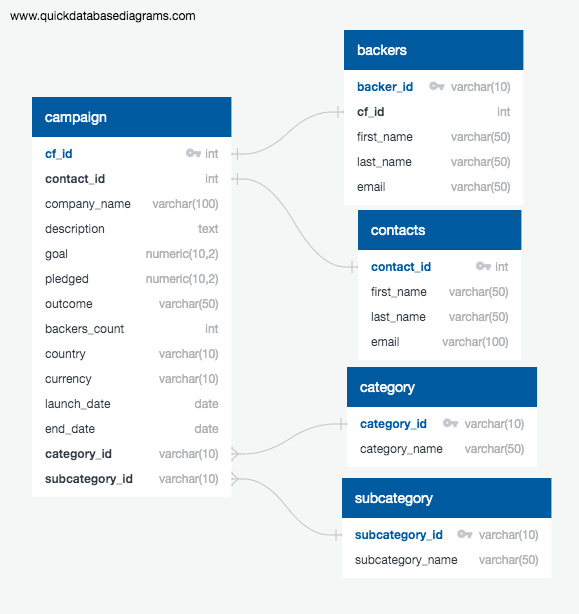 www.quickdatabasediagrams.com
campaign
cf_id int
contact_id int
company_name varchar(100)
description text
goal numeric(10,2)
pledged numeric(10,2)
outcome varchar(50)
backers_count int
country varchar(10)
currency varchar(10)
launch_date date
end_date date
category_id varchar(10)
subcategory_id varchar(10)
backers
backer_id varchar(10)
cf_id int
first_name varchar(50)
last_name varchar(50)
email varchar(50)
contacts
contact_id int
first_name varchar(50)
last_name varchar(50)
email varchar(100)
category
category_id varchar(10)
category_name varchar(50)
subcategory
subcategory_id varchar(10)
subcategory_name varchar(50)